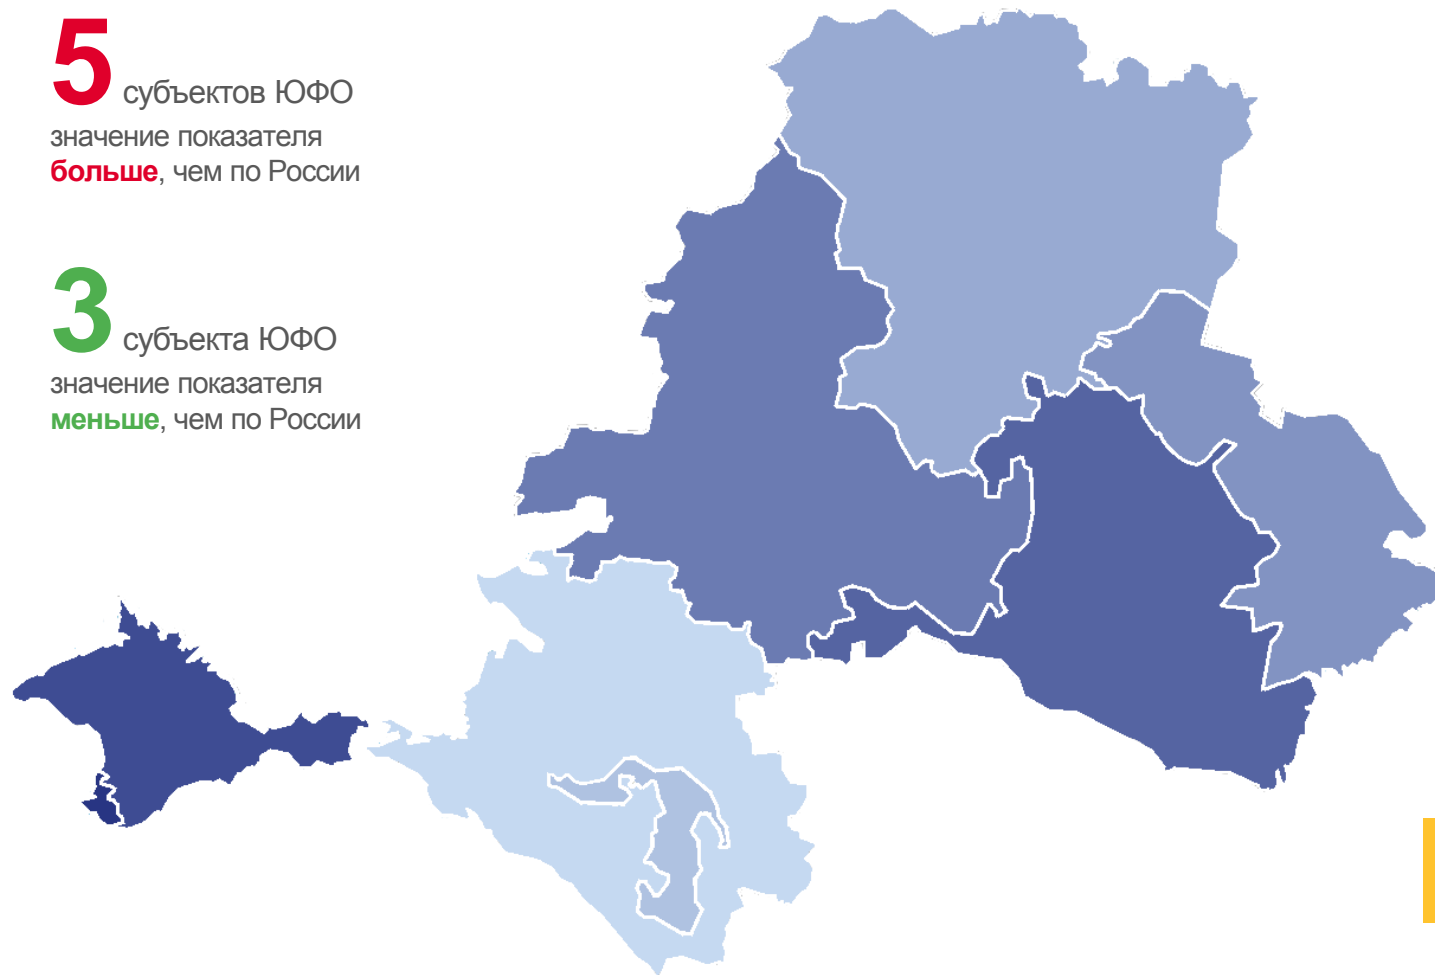 5 субъектов ЮФО
значение показателя
больше, чем по России
3 субъекта ЮФО
значение показателя
меньше, чем по России